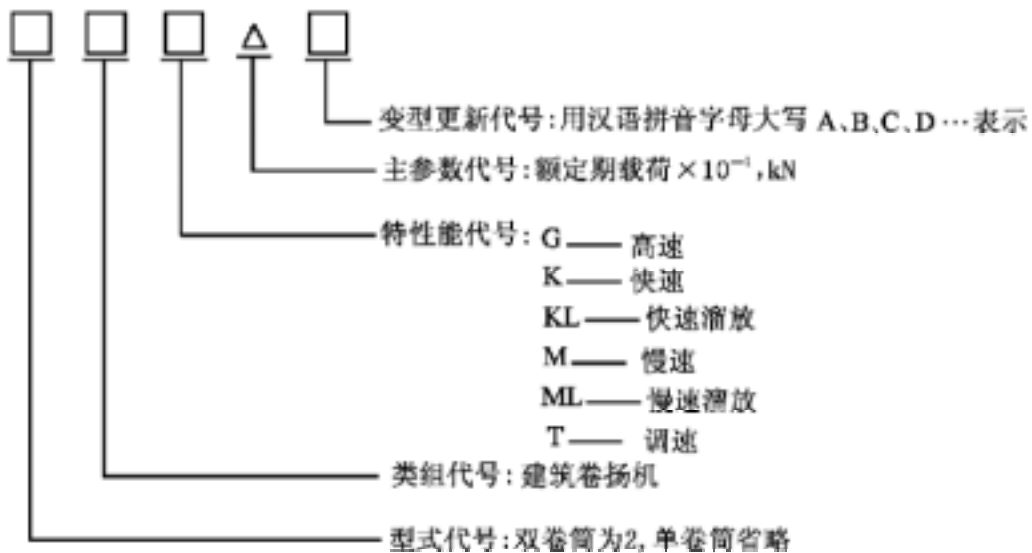 变型更新代号:用汉语拼音字母大写 A、B、C、D…表示
主参数代号:额定期载荷×10⁻¹,kN
特性能代号: G — 高速
K — 快速
KL — 快速溜放
M — 慢速
ML — 慢速溜放
T — 调速
类组代号: 建筑卷扬机
型式代号:双卷筒为2, 单卷筒省略